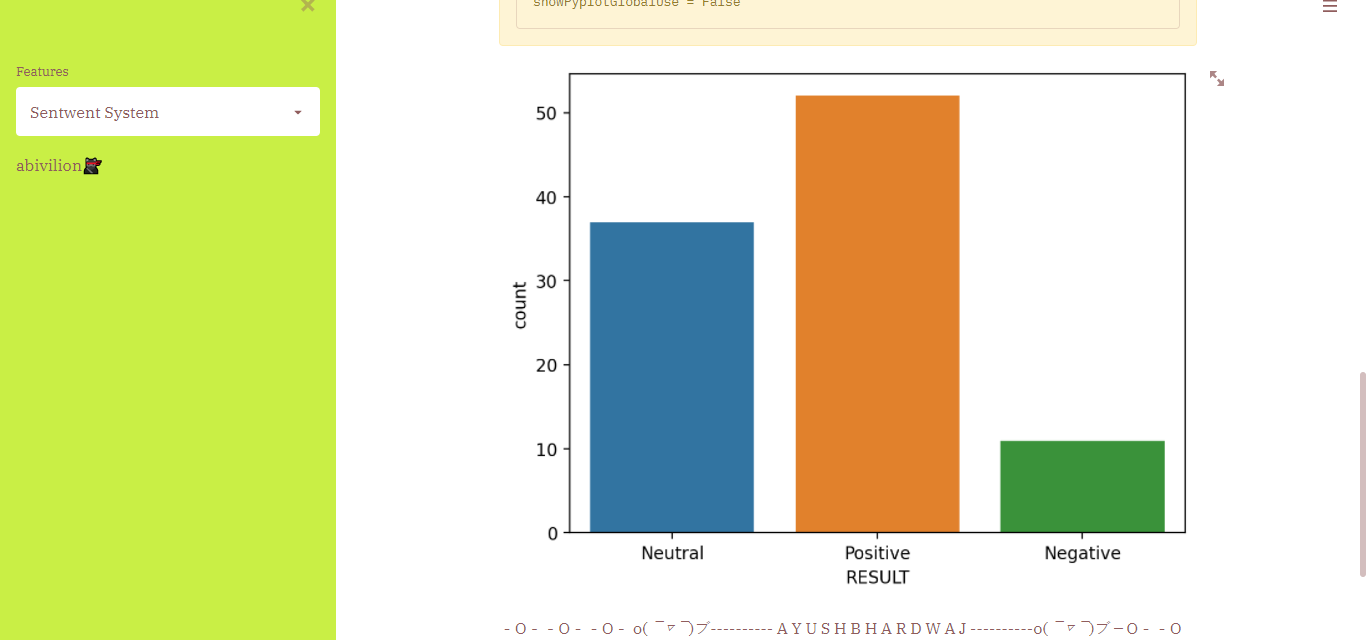 showPyplotGlobalUse = False
Features
Sentwent System
abivilion
50
40
30
20
10
0
count
Neutral Positive Negative
RESULT
- O - - O - - O - o( ￣▽￣)ブ---------- A Y U S H B H A R D W A J ----------o( ￣▽￣)ブ－O - - O